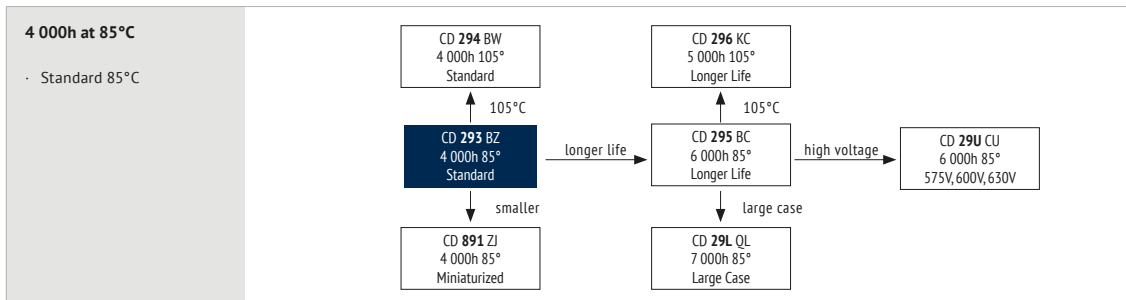 4 000h at 85°C
· Standard 85°C
CD 294 BW
4 000h 105°
Standard
CD 296 KC
5 000h 105°
Longer Life
105°C
105°C
CD 293 BZ
4 000h 85°
Standard
longer life
CD 295 BC
6 000h 85°
Longer Life
high voltage
CD 29U CU
6 000h 85°
575V, 600V, 630V
smaller
large case
CD 891 ZJ
4 000h 85°
Miniaturized
CD 29L QL
7 000h 85°
Large Case